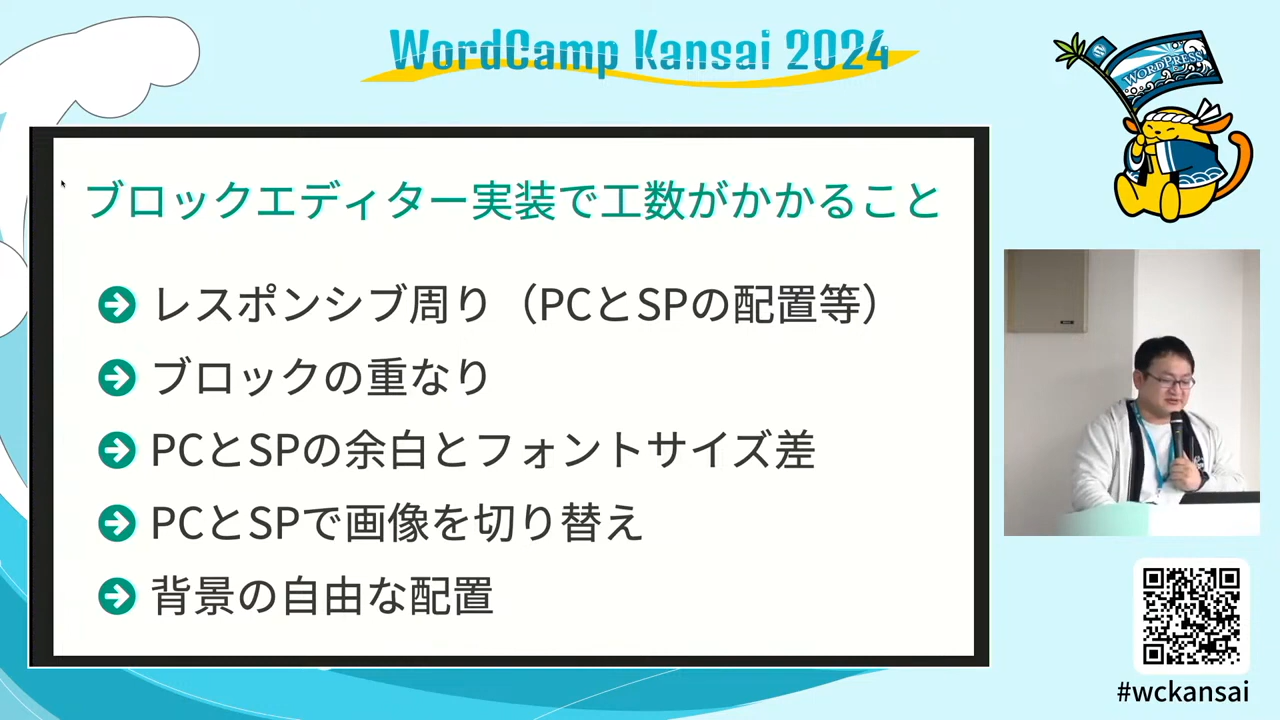 WordCamp Kansai 2024
WORDPRESS
W
ブロックエディター実装で工数がかかること
レスポンシブ周り（PCとSPの配置等）
ブロックの重なり
PCとSPの余白とフォントサイズ差
PCとSPで画像を切り替え
背景の自由な配置
#wckansai